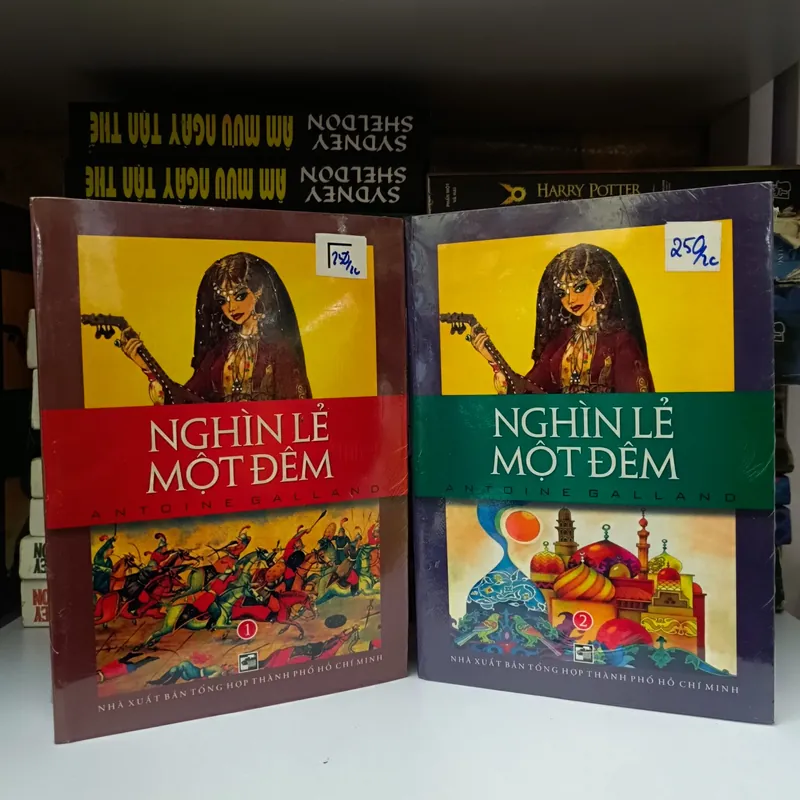 SYDNEY
SHELDON
ÂM MƯU NGÀY TẬN THẾ
SYDNEY
SHELDON
ÂM MƯU NGÀY TẬN THẾ
HARRY POTTER
250/2c
NGHÌN LẺ
MỘT ĐÊM
ANTOINE GALLAND
1
NHÀ XUẤT BẢN TỔNG HỢP THÀNH PHỐ HỒ CHÍ MINH
250/2c
NGHÌN LẺ
MỘT ĐÊM
ANTOINE GALLAND
2
NHÀ XUẤT BẢN TỔNG HỢP THÀNH PHỐ HỒ CHÍ MINH